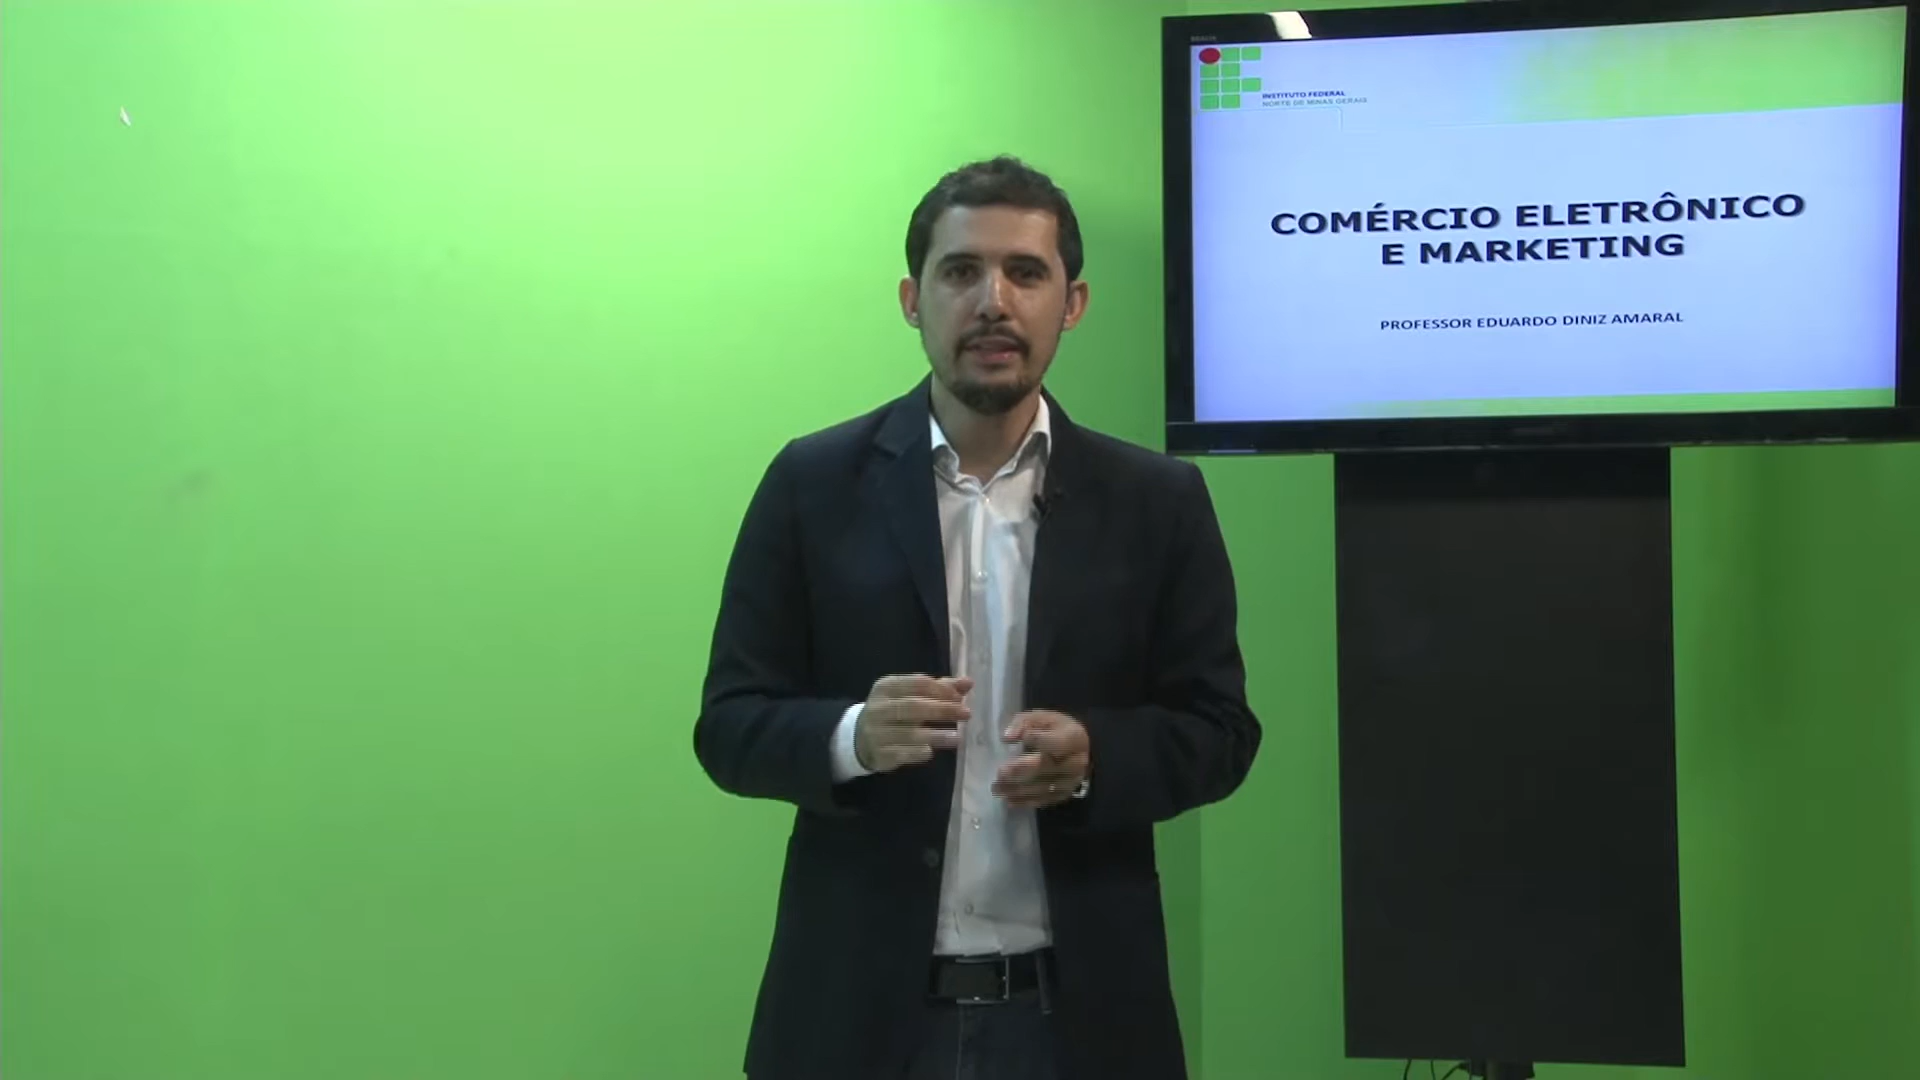 INSTITUTO FEDERAL
NORTE DE MINAS GERAIS
COMÉRCIO ELETRÔNICO
E MARKETING
PROFESSOR EDUARDO DINIZ AMARAL